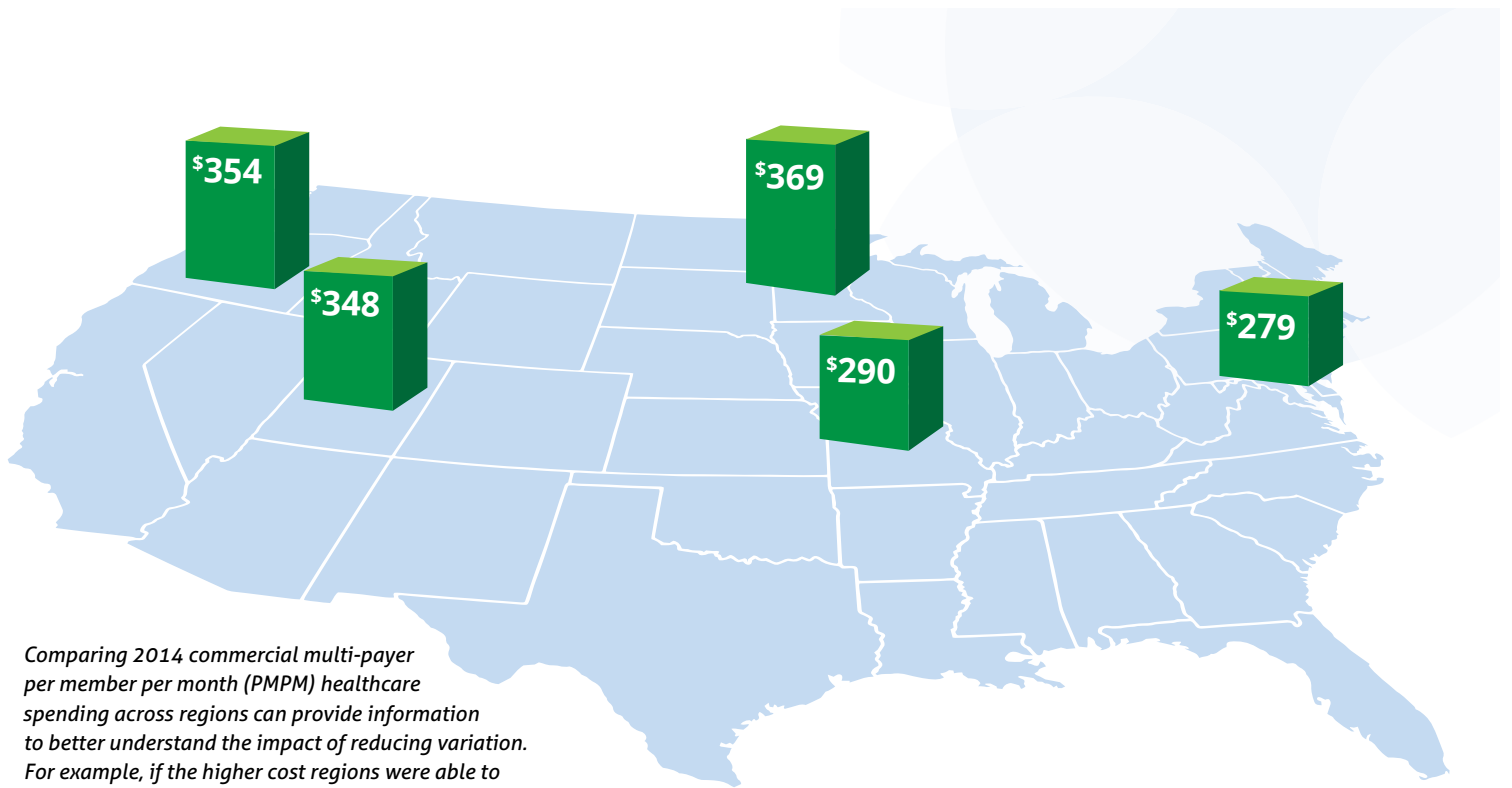 $354
$369
$348
$279
$290
Comparing 2014 commercial multi-payer
per member per month (PMPM) healthcare
spending across regions can provide information
to better understand the impact of reducing variation.
For example, if the higher cost regions were able to